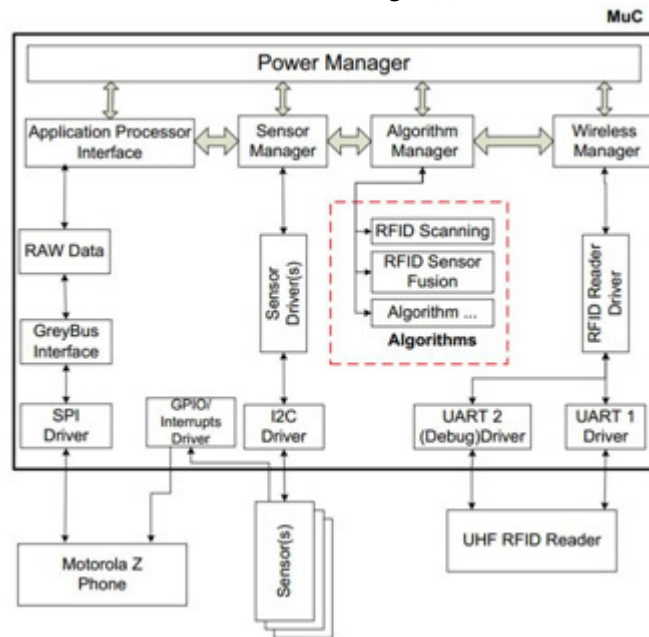 MuC
Power Manager
Application Processor
Interface
Sensor
Manager
Algorithm
Manager
Wireless
Manager
RAW Data
GreyBus
Interface
SPI
Driver
GPIO/
Interrupts
Driver
Sensor
Driver(s)
I2C
Driver
RFID Scanning
RFID Sensor
Fusion
Algorithm ...
Algorithms
RFID Reader
Driver
UART 2
(Debug)Driver
UART 1
Driver
Motorola Z
Phone
Sensor(s)
UHF RFID Reader